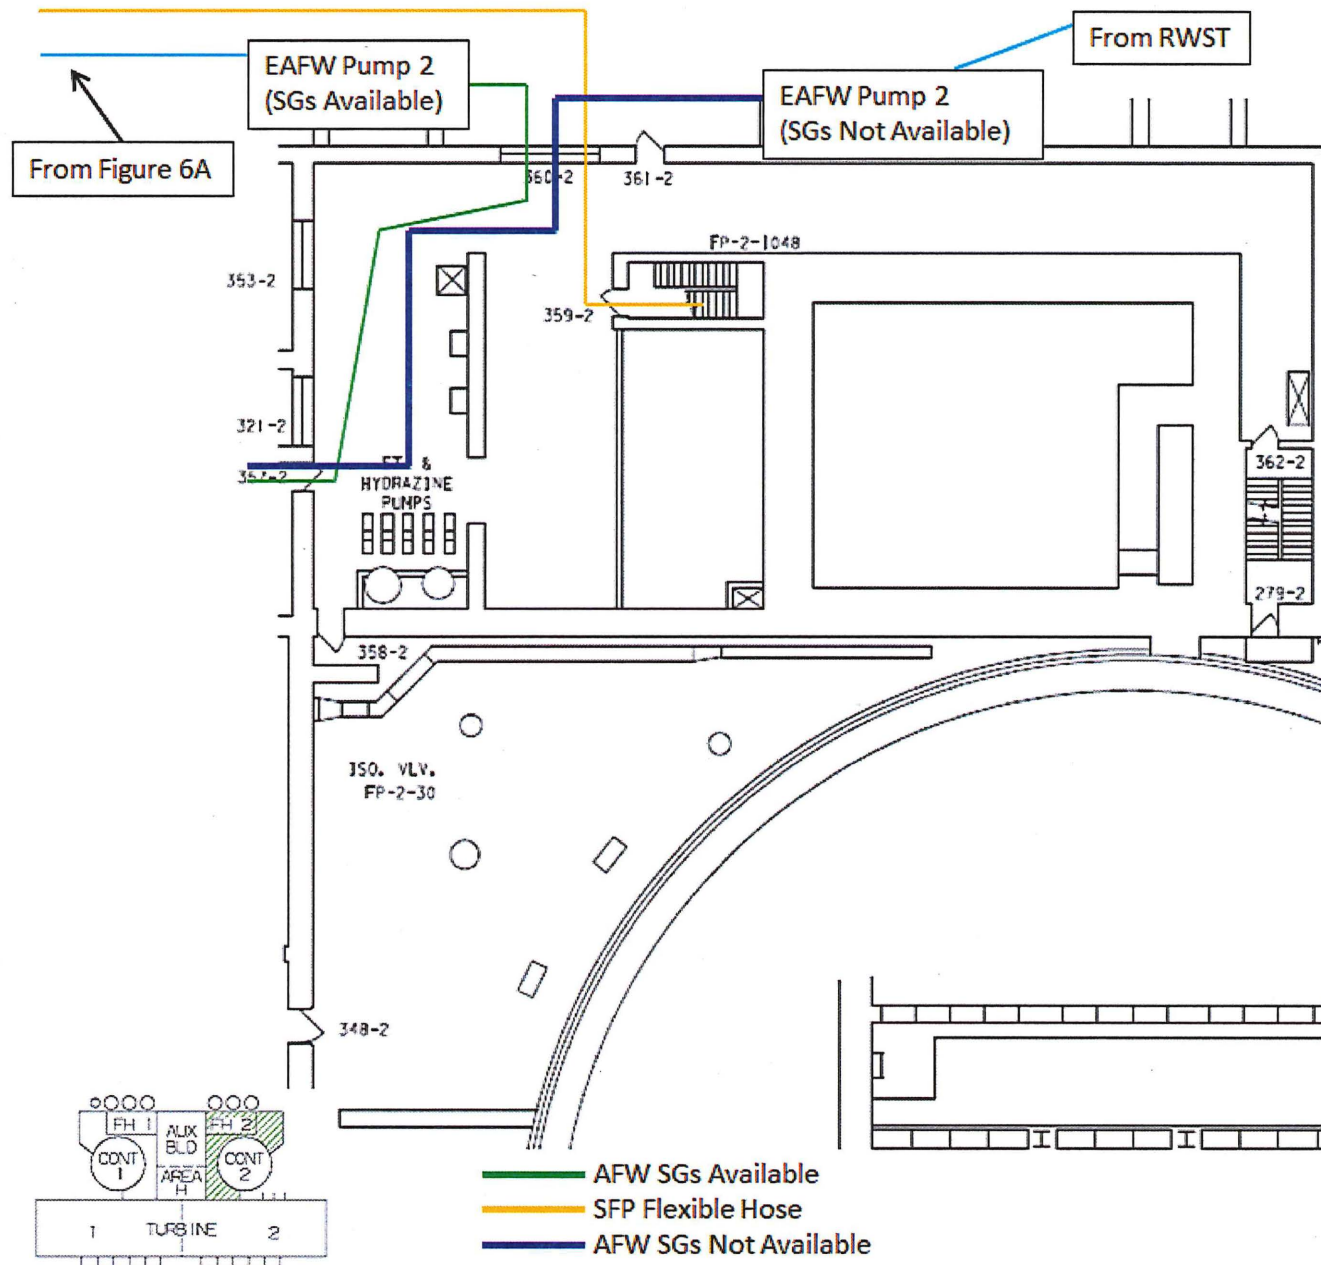 From RWST
EAFW Pump 2
(SGs Available)
EAFW Pump 2
(SGs Not Available)
From Figure 6A
360-2
361-2
FP-2-1048
353-2
359-2
321-2
362-2
357-2
&
HYDRAZINE
PUMPS
279-2
358-2
ISO. VLV.
FP-2-30
348-2
FH 1
FH 2
AUX
BLD
CONT
1
CONT
2
AREA
H
1 TURBINE 2
AFW SGs Available
SFP Flexible Hose
AFW SGs Not Available